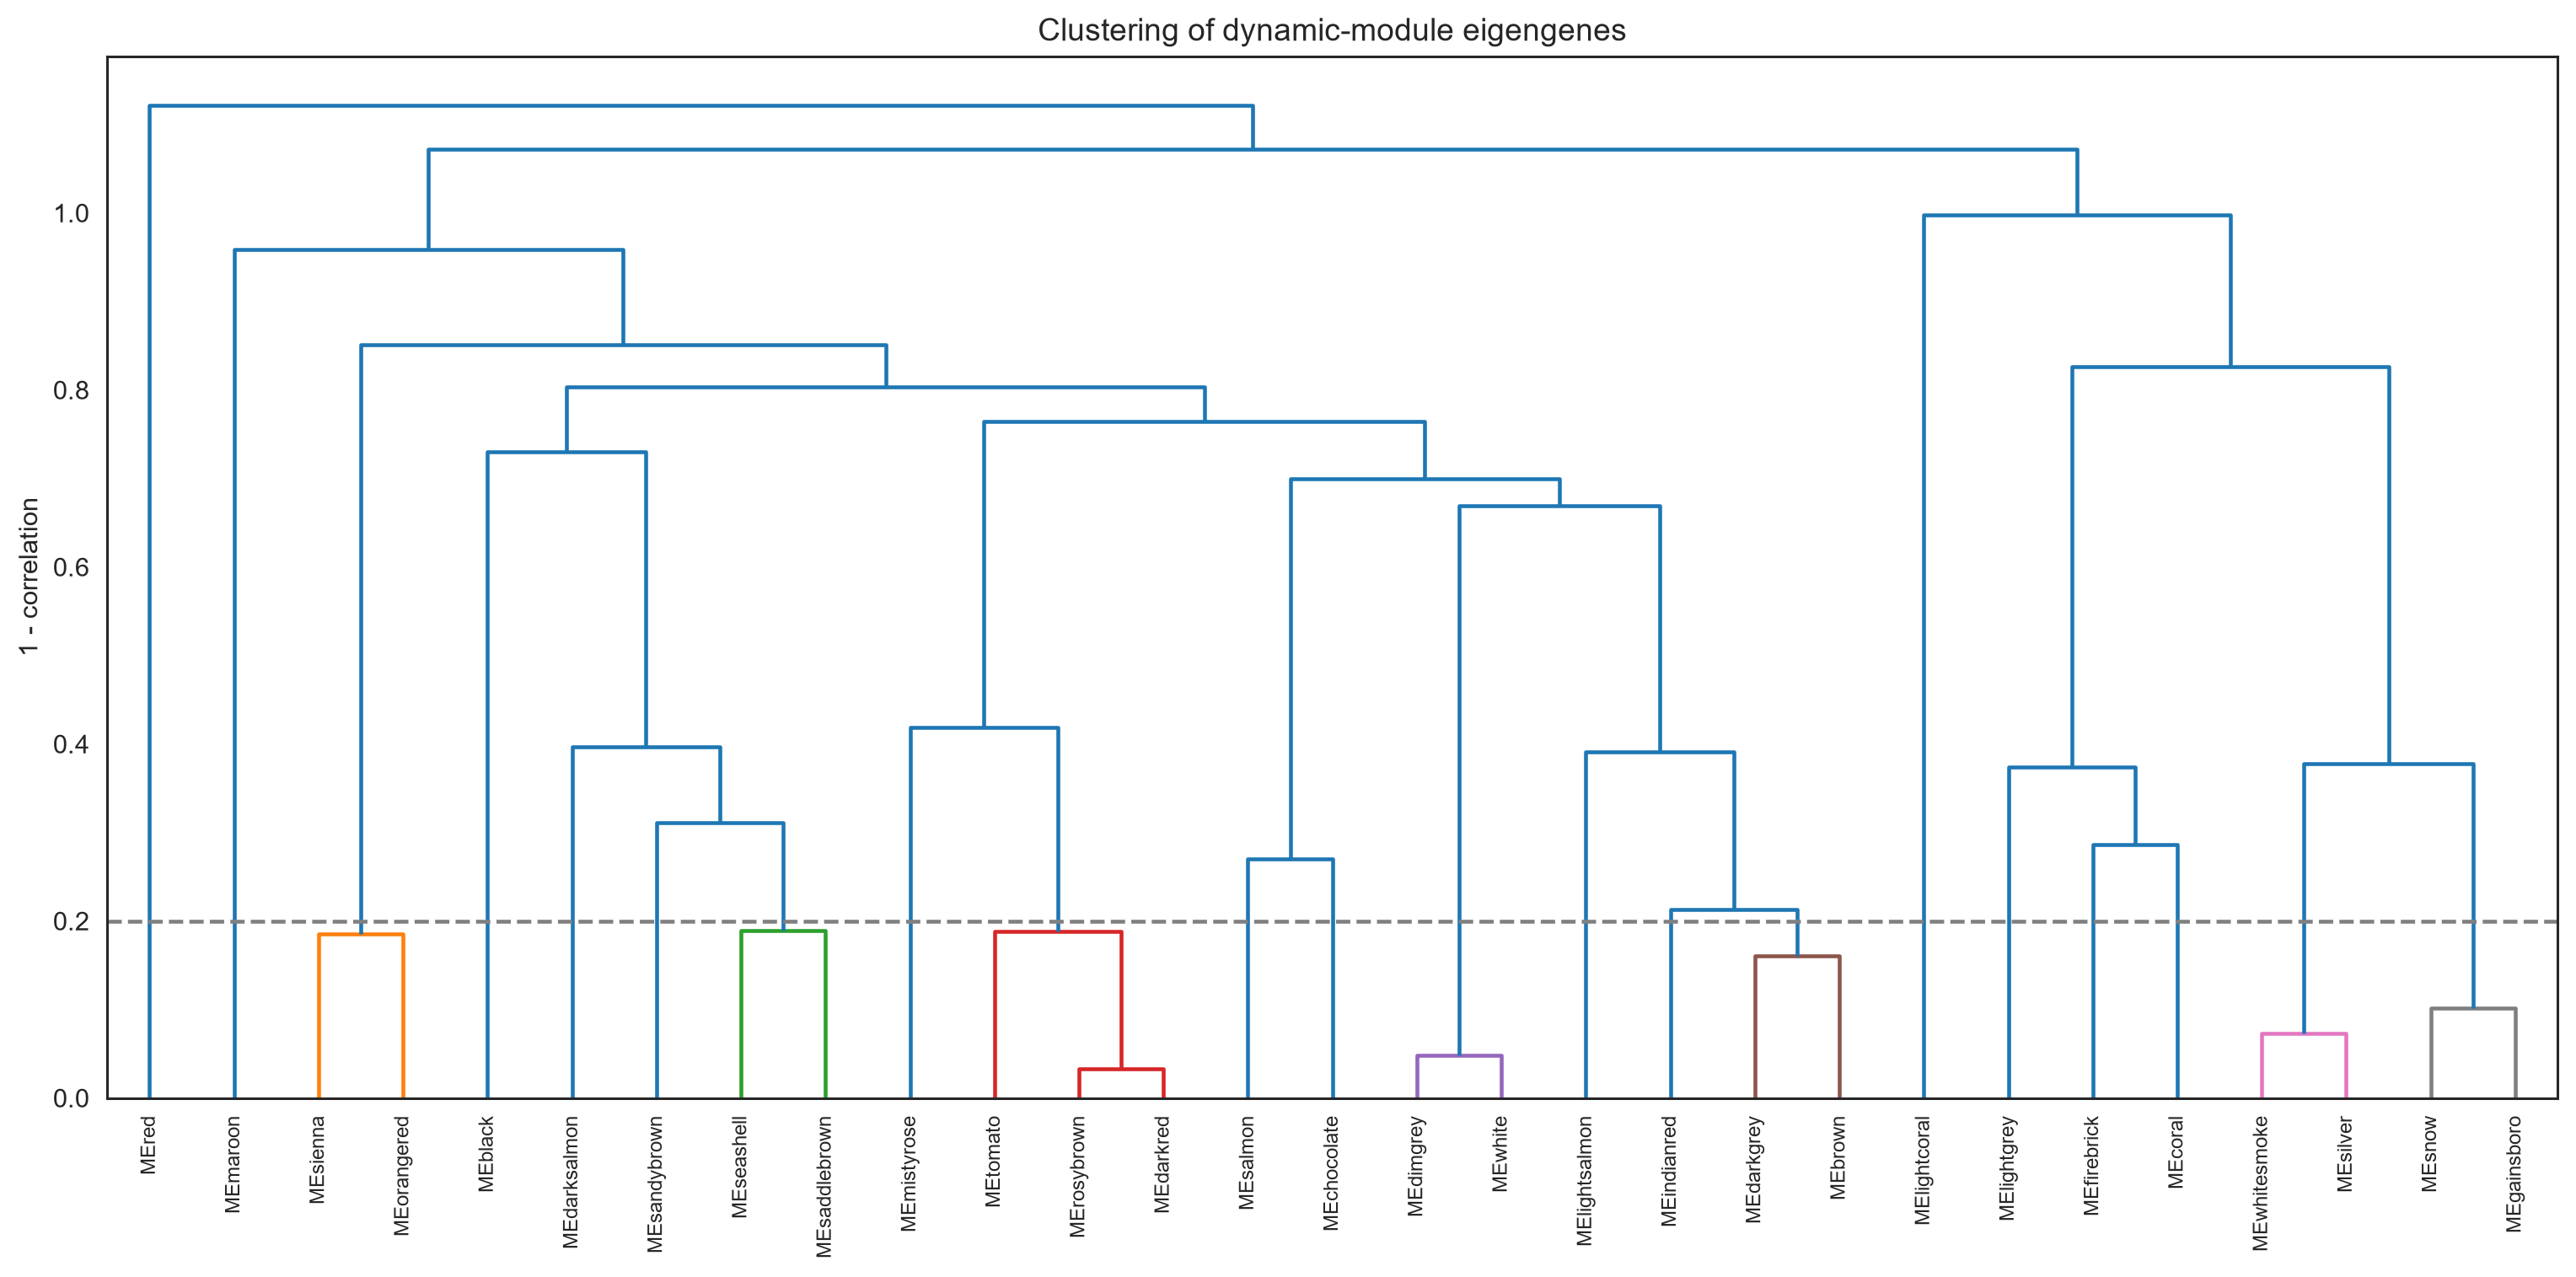 Clustering of dynamic-module eigengenes
1 - correlation
1.0
0.8
0.6
0.4
0.2
0.0
MEred
MEmaroon
MEsienna
MEorangered
MEblack
MEdarksalmon
MEsandybrown
MEseashell
MEsaddlebrown
MEmistyrose
MEtomato
MErosybrown
MEdarkred
MEsalmon
MEchocolate
MEdimgrey
MEwhite
MElightsalmon
MEindianred
MEdarkgrey
MEbrown
MElightcoral
MElightgrey
MEfirebrick
MEcoral
MEwhitesmoke
MEsilver
MEsnow
MEgainsboro